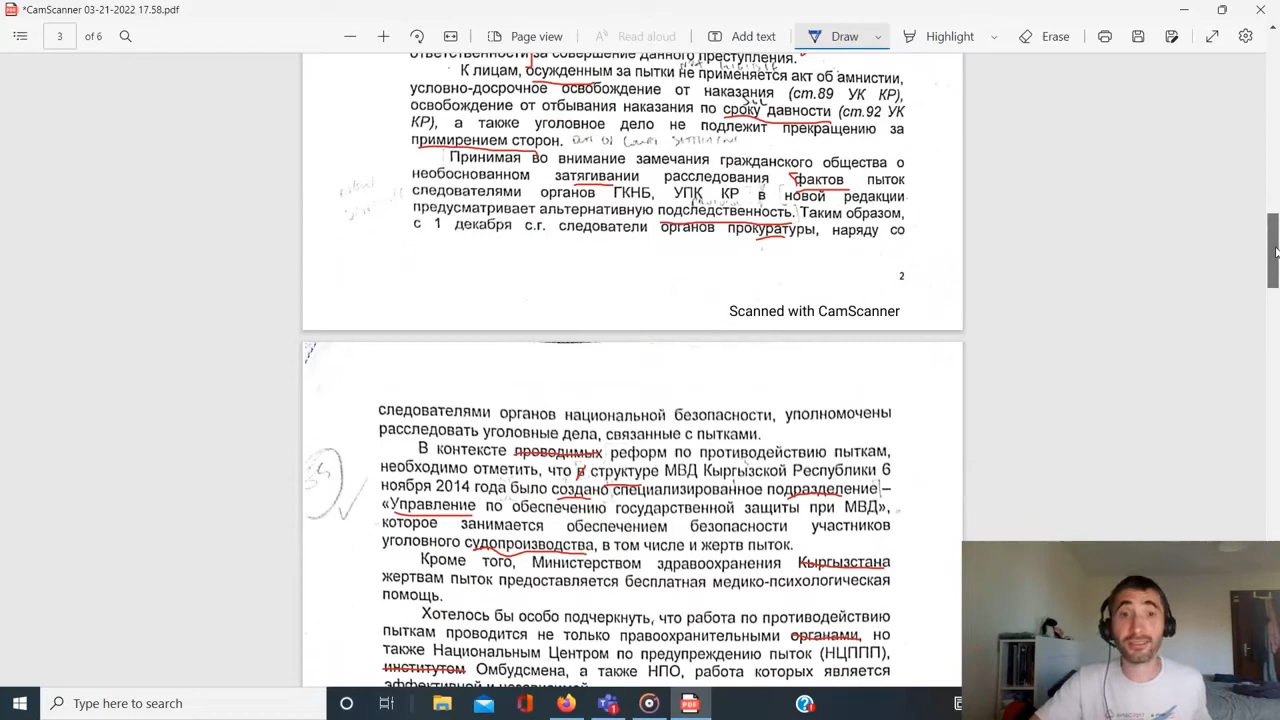 *CamScanner 03-21-2022 17.58.pdf
3 of 6 Page view Read aloud Add text Draw Highlight Erase
ответственности за совершение данного преступления.
К лицам, осужденным за пытки не применяется акт об амнистии,
условно-досрочное освобождение от наказания (ст.89 УК КР),
освобождение от отбывания наказания по сроку давности (ст.92 УК
КР), а также уголовное дело не подлежит прекращению за
примирением сторон. out of court settlement
Принимая во внимание замечания гражданского общества о
необоснованном затягивании расследования фактов пыток
следователями органов ГКНБ, УПК КР в новой редакции
предусматривает альтернативную подследственность. Таким образом,
с 1 декабря с.г. следователи органов прокуратуры, наряду со
2
Scanned with CamScanner
следователями органов национальной безопасности, уполномочены
расследовать уголовные дела, связанные с пытками.
В контексте проводимых реформ по противодействию пыткам,
необходимо отметить, что в структуре МВД Кыргызской Республики 6
ноября 2014 года было создано специализированное подразделение –
«Управление по обеспечению государственной защиты при МВД»,
которое занимается обеспечением безопасности участников
уголовного судопроизводства, в том числе и жертв пыток.
Кроме того, Министерством здравоохранения Кыргызстана
жертвам пыток предоставляется бесплатная медико-психологическая
помощь.
Хотелось бы особо подчеркнуть, что работа по противодействию
пыткам проводится не только правоохранительными органами, но
также Национальным Центром по предупреждению пыток (НЦППП),
институтом Омбудсмена, а также НПО, работа которых является
эффективной и независимой
Type here to search